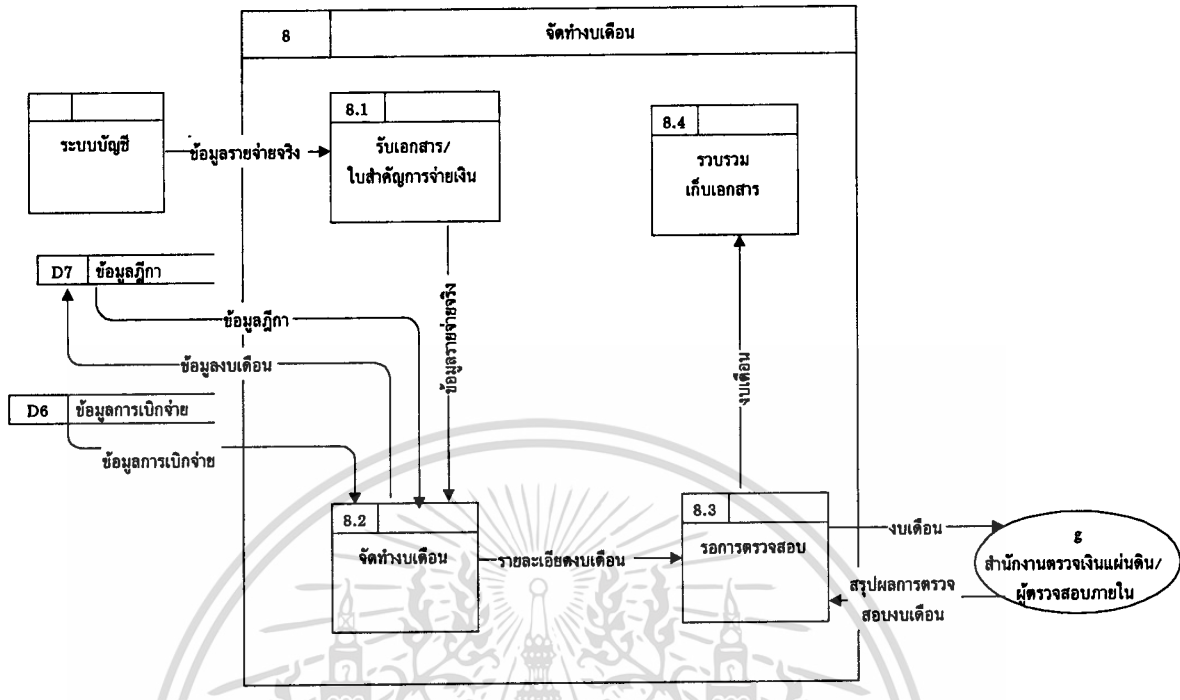 8
จัดทำงบเดือน
ระบบบัญชี
ข้อมูลรายจ่ายจริง
8.1
รับเอกสาร/
ใบสำคัญการจ่ายเงิน
8.4
รวบรวม
เก็บเอกสาร
D7
ข้อมูลฎีกา
ข้อมูลฎีกา
ข้อมูลงบเดือน
ข้อมูลรายจ่ายจริง
งบเดือน
D6
ข้อมูลการเบิกจ่าย
ข้อมูลการเบิกจ่าย
8.2
จัดทำงบเดือน
รายละเอียดงบเดือน
8.3
รอการตรวจสอบ
งบเดือน
สรุปผลการตรวจ
สอบงบเดือน
g
สำนักงานตรวจเงินแผ่นดิน/
ผู้ตรวจสอบภายใน